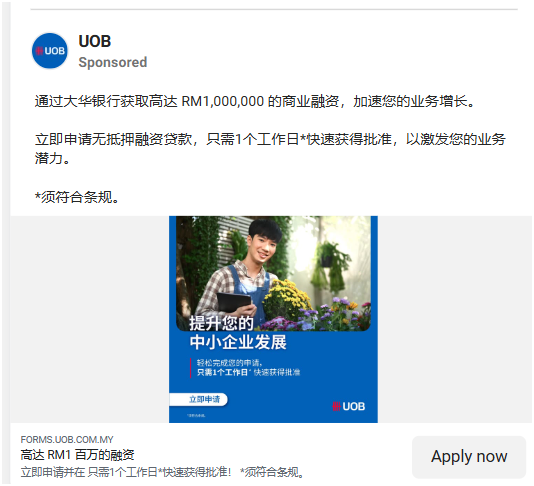 UOB
UOB
Sponsored
通过大华银行获取高达 RM1,000,000 的商业融资，加速您的业务增长。
立即申请无抵押融资贷款，只需1个工作日*快速获得批准，以激发您的业务
潜力。
*须符合条规。
提升您的
中小企业发展
轻松完成您的申请，
只需1个工作日* 快速获得批准
立即申请
*须符合条规。
UOB
FORMS.UOB.COM.MY
高达 RM1 百万的融资
立即申请并在 只需1个工作日*快速获得批准！ *须符合条规。
Apply now